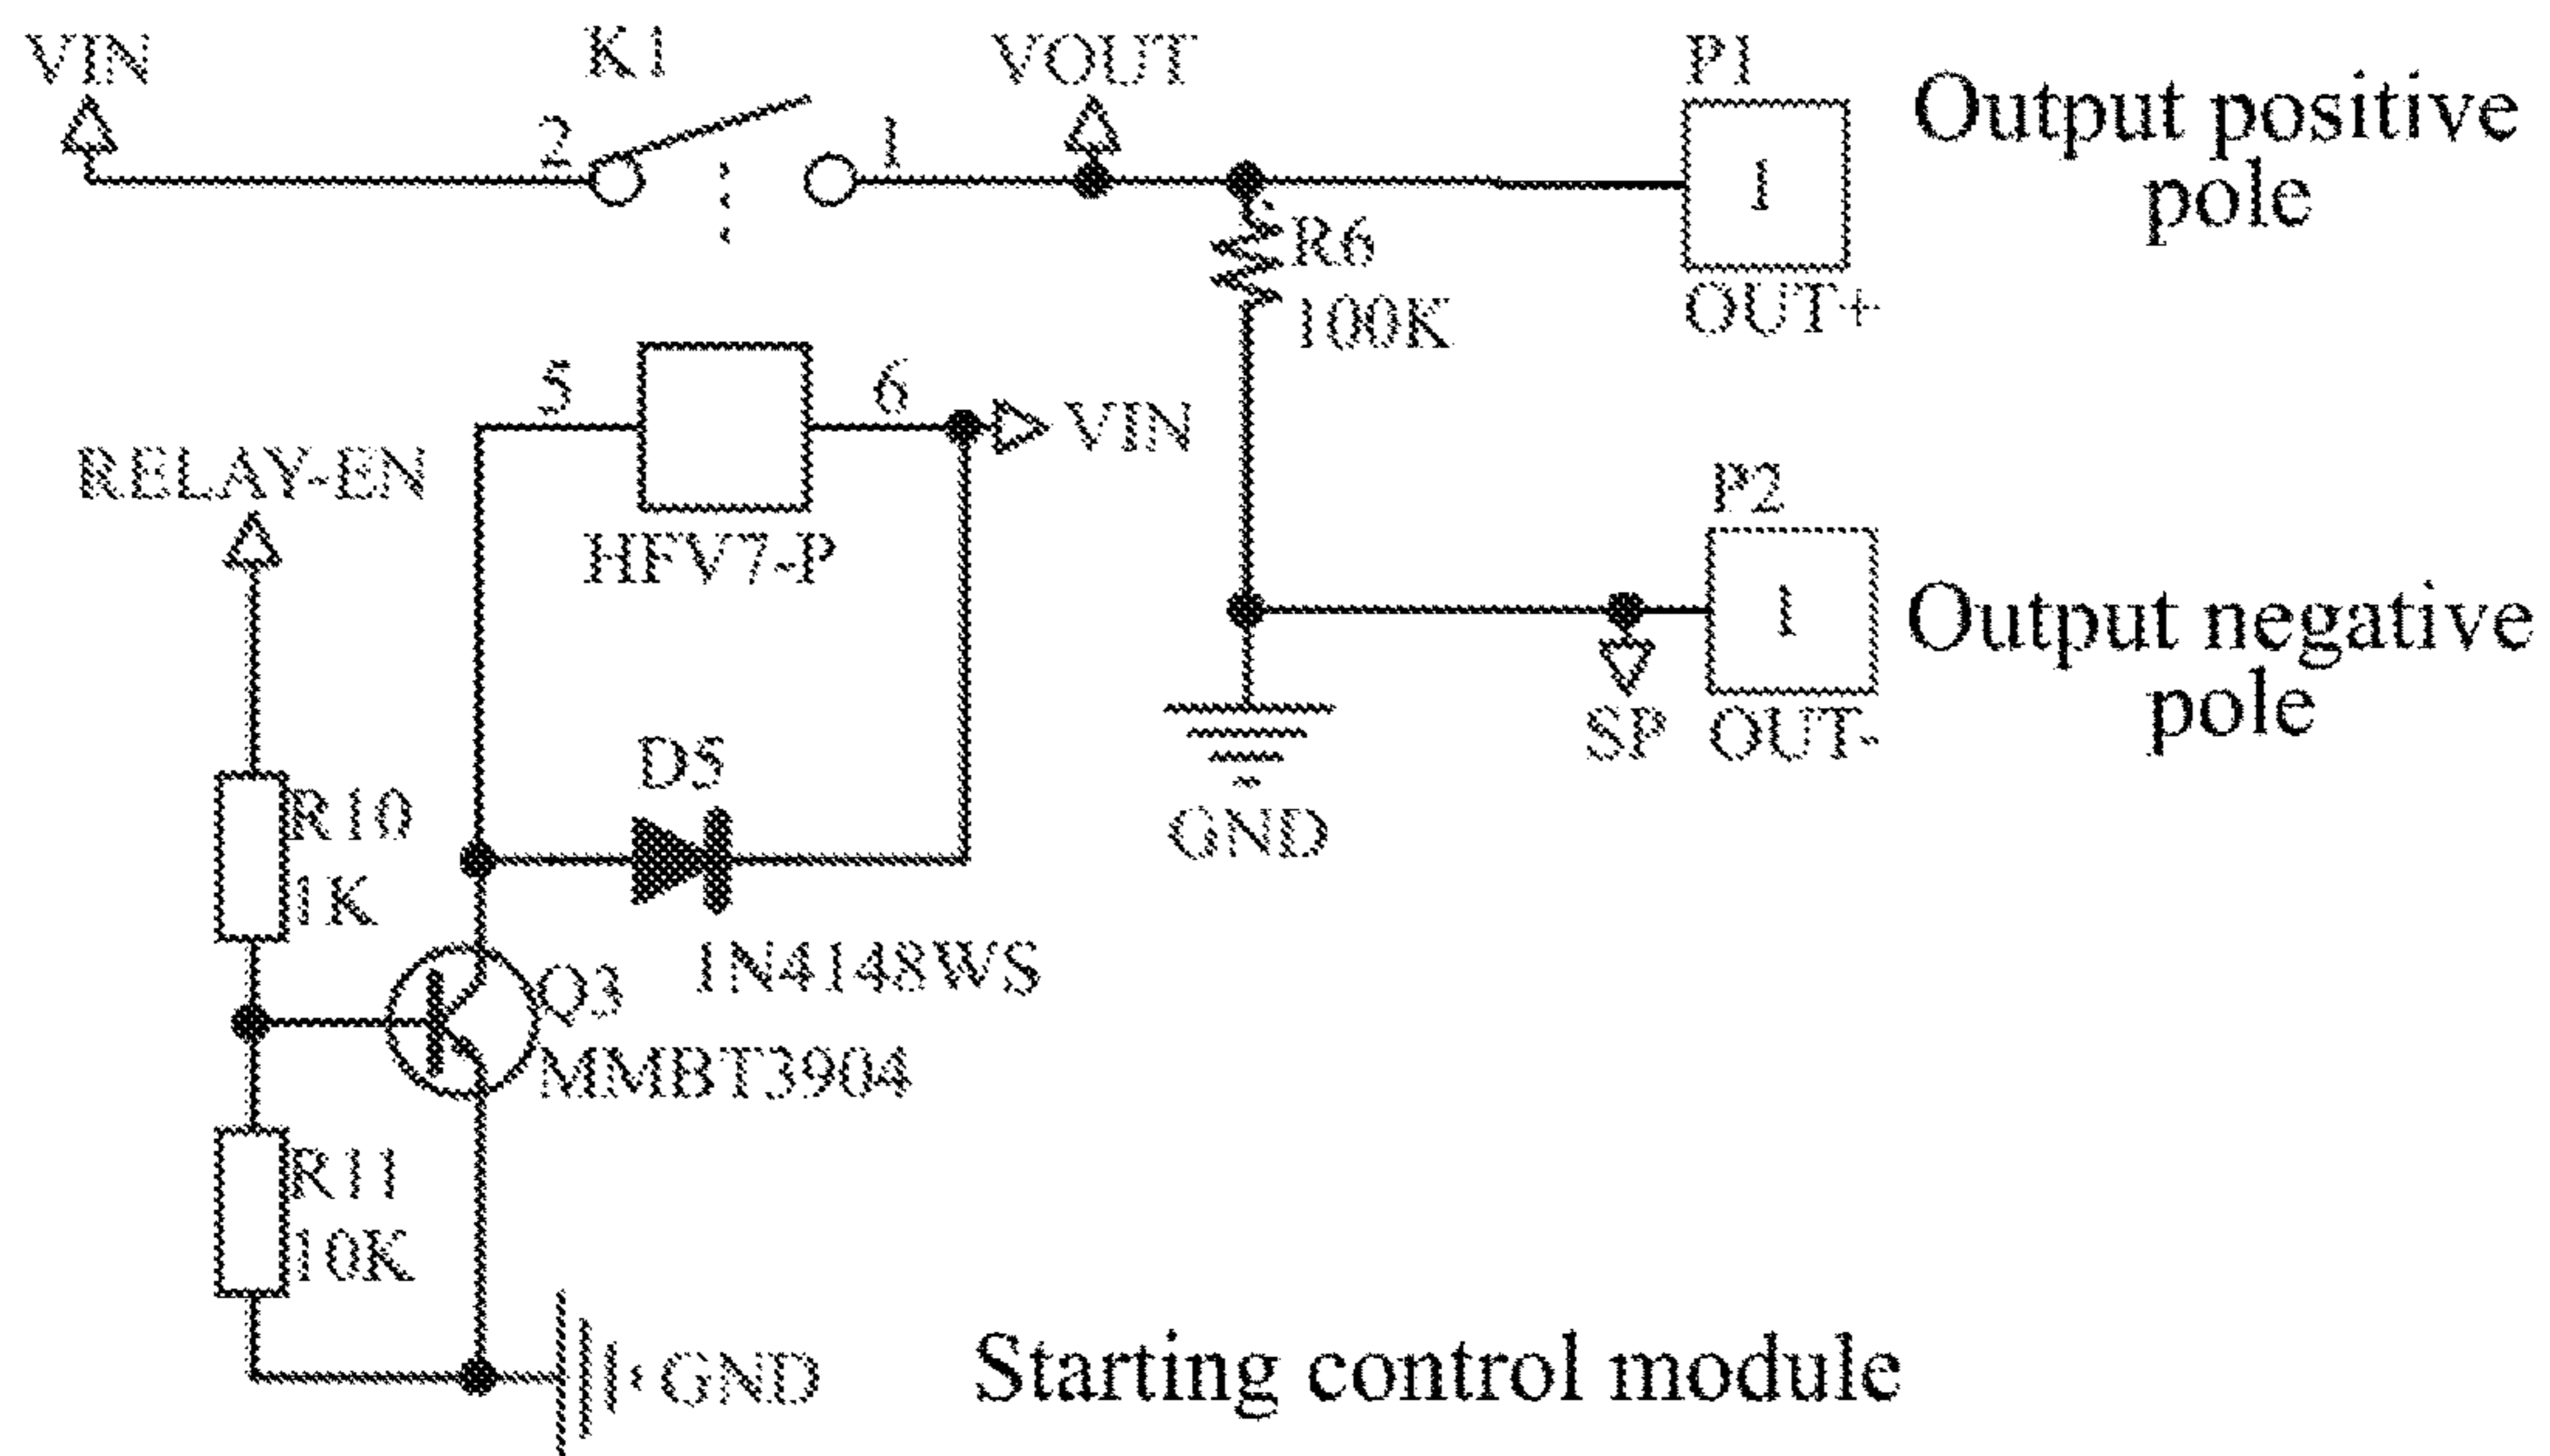 VIN
K1
VOUT
P1
2
1
1
Output positive
pole
R6
100K
OUT+
5
6
VIN
RELAY-EN
HFV7-P
P2
1
Output negative
pole
SP
OUT-
D5
GND
R10
1K
1N4148WS
Q3
MMBT3904
R11
10K
GND
Starting control module